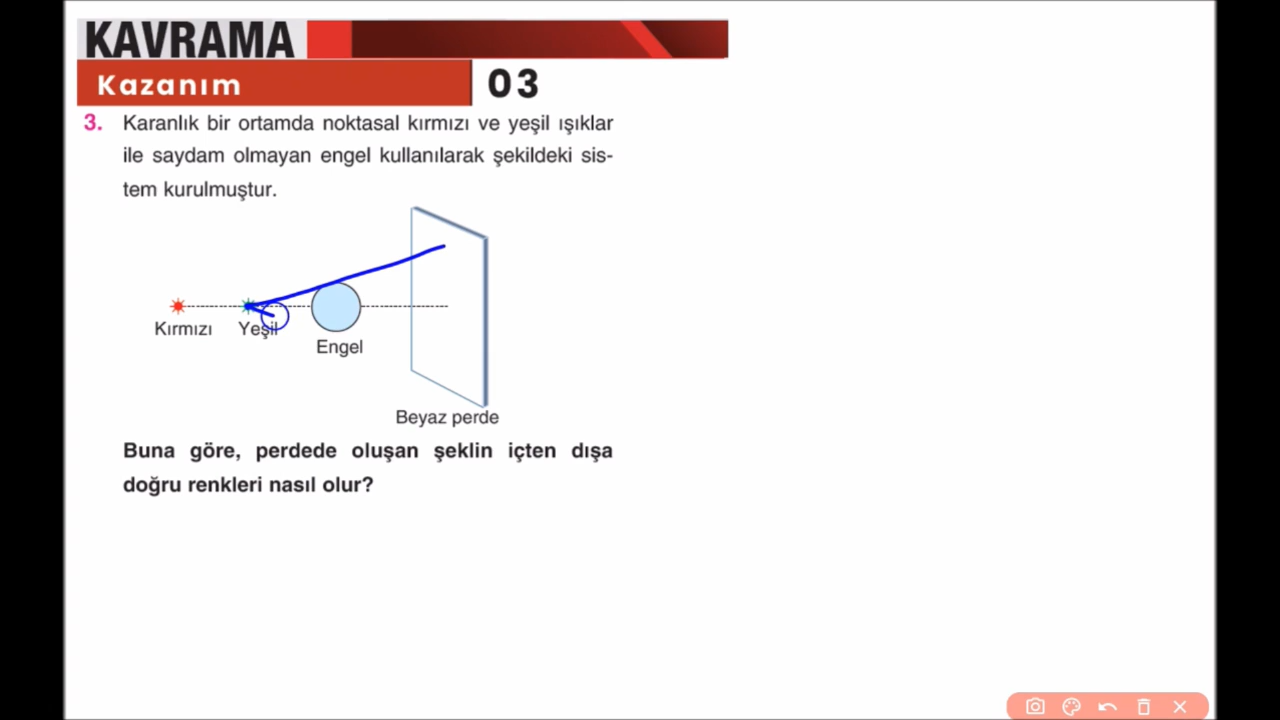 KAVRAMA
Kazanım 03
3. Karanlık bir ortamda noktasal kırmızı ve yeşil ışıklar
ile saydam olmayan engel kullanılarak şekildeki sis-
tem kurulmuştur.
Kırmızı Yeşil
Engel
Beyaz perde
Buna göre, perdede oluşan şeklin içten dışa
doğru renkleri nasıl olur?